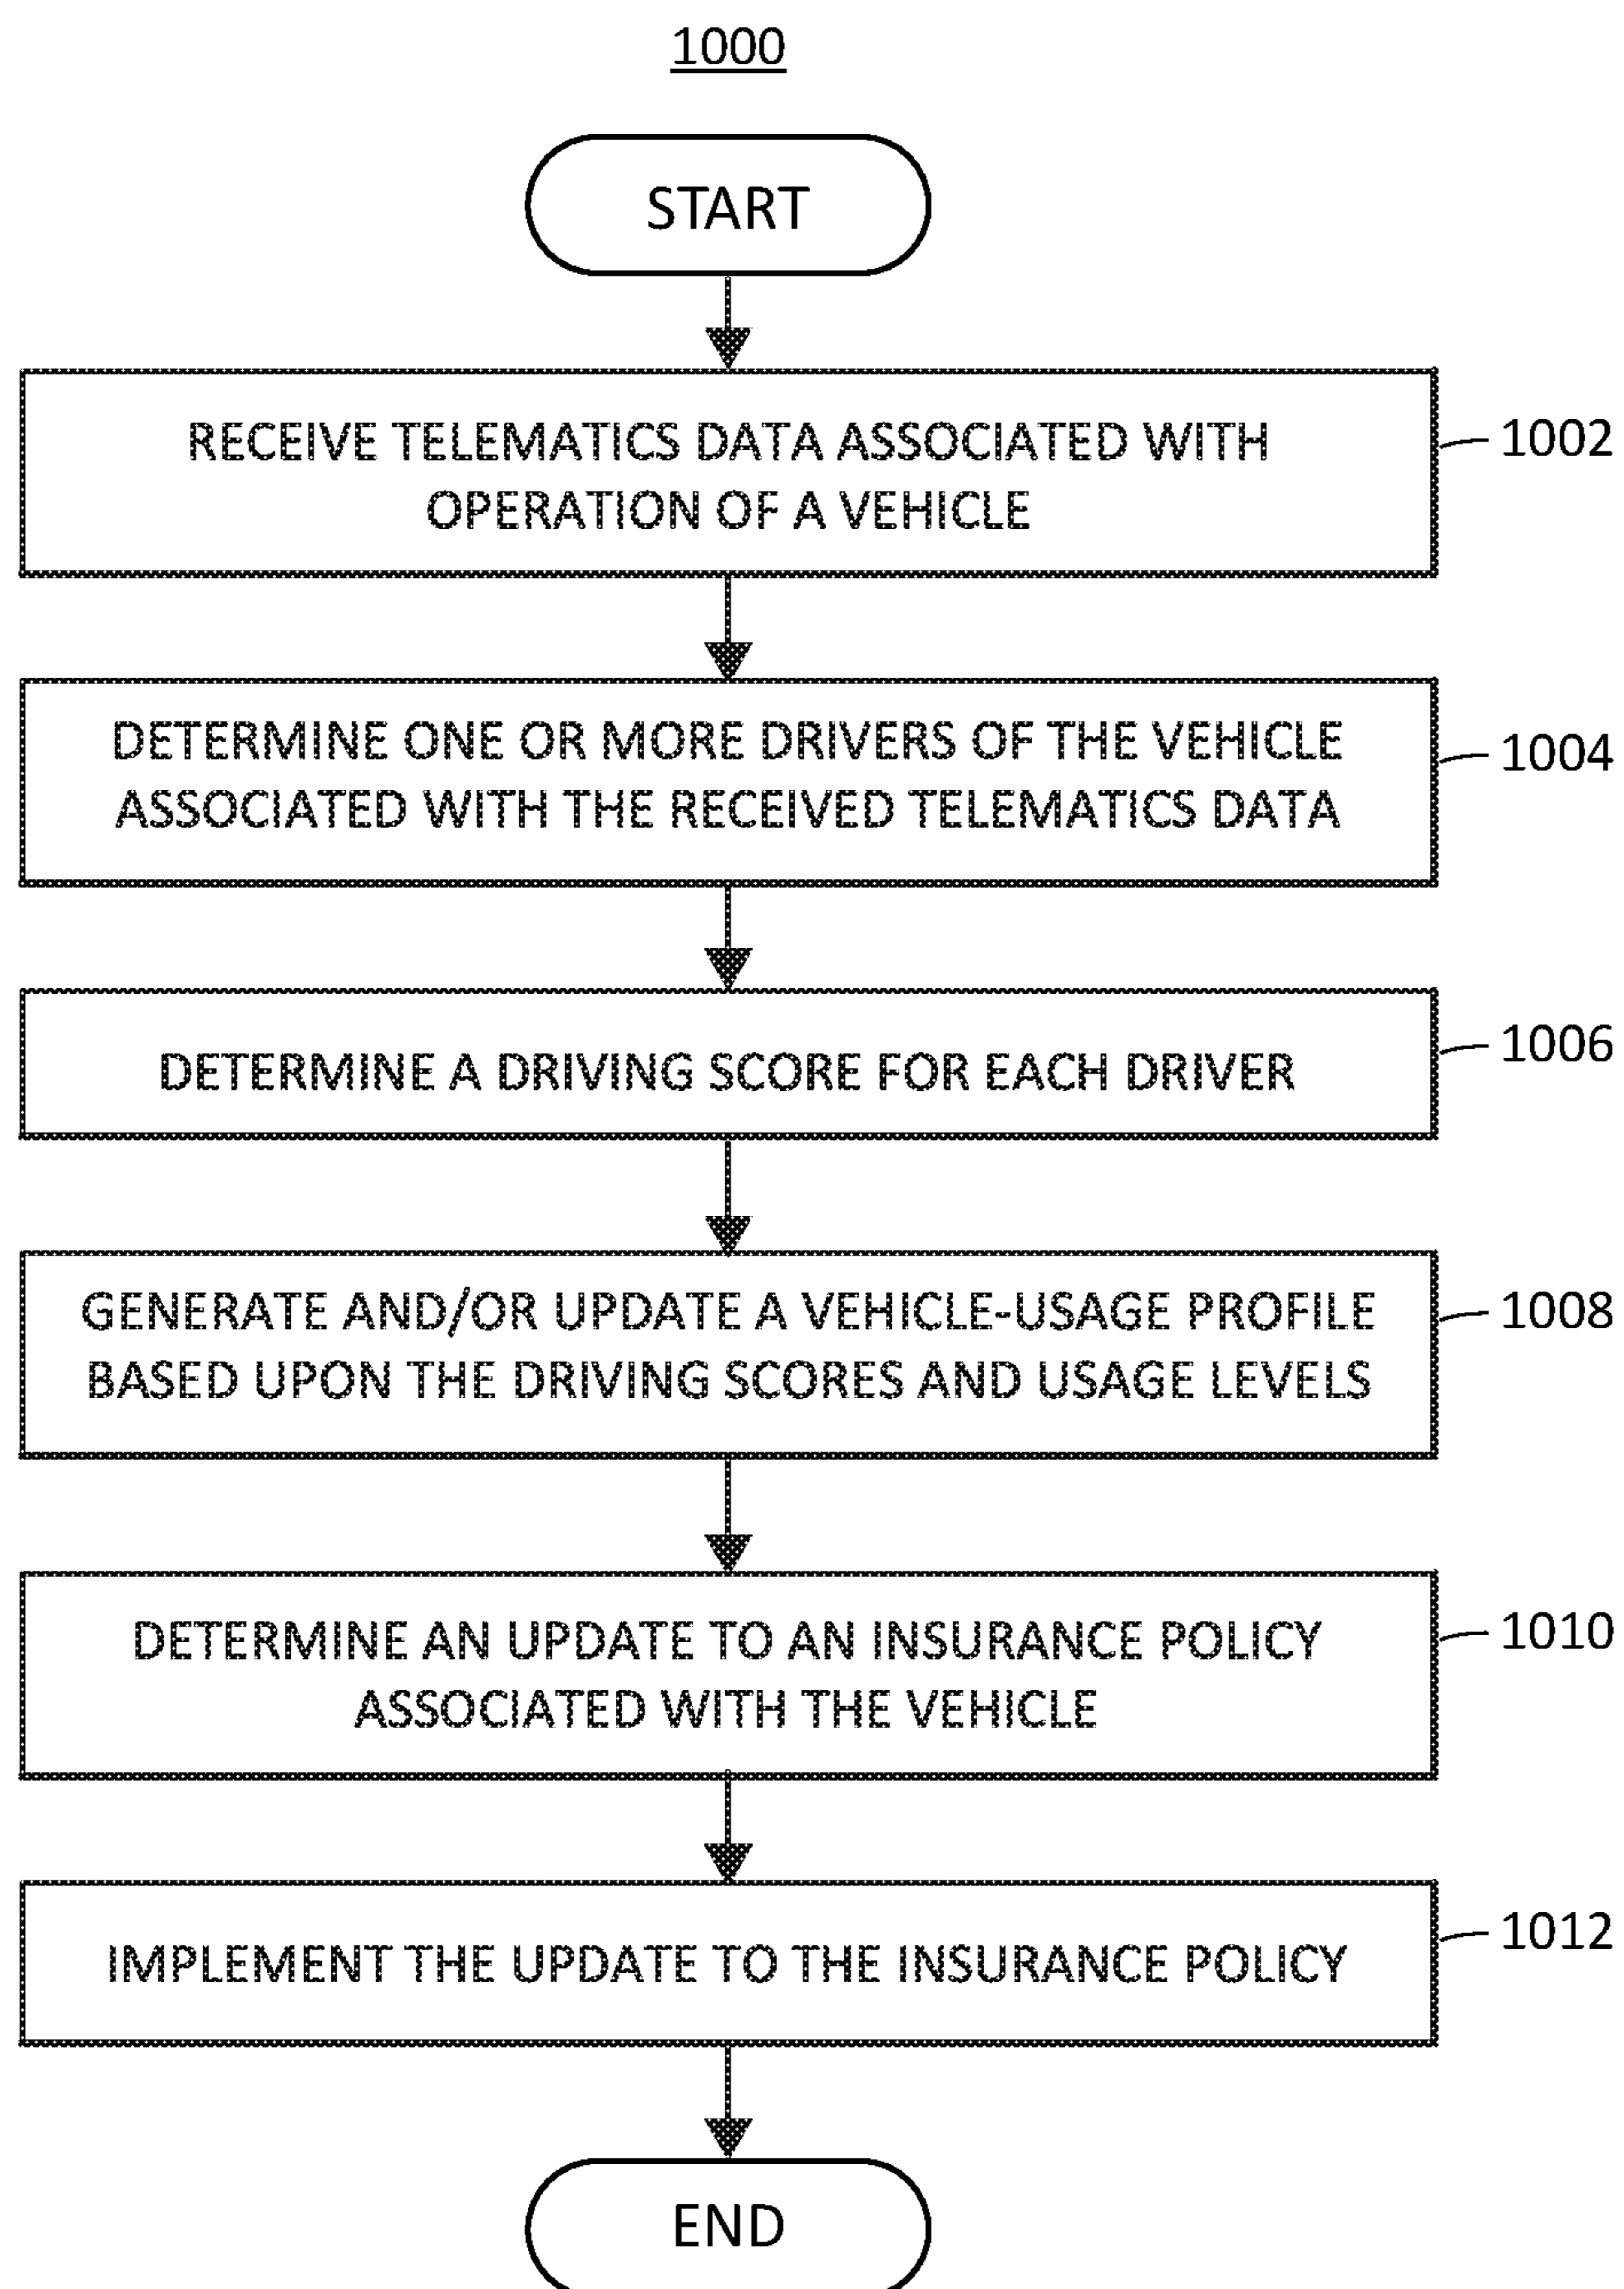 1000
START
RECEIVE TELEMATICS DATA ASSOCIATED WITH
OPERATION OF A VEHICLE
1002
DETERMINE ONE OR MORE DRIVERS OF THE VEHICLE
ASSOCIATED WITH THE RECEIVED TELEMATICS DATA
1004
DETERMINE A DRIVING SCORE FOR EACH DRIVER
1006
GENERATE AND/OR UPDATE A VEHICLE-USAGE PROFILE
BASED UPON THE DRIVING SCORES AND USAGE LEVELS
1008
DETERMINE AN UPDATE TO AN INSURANCE POLICY
ASSOCIATED WITH THE VEHICLE
1010
IMPLEMENT THE UPDATE TO THE INSURANCE POLICY
1012
END